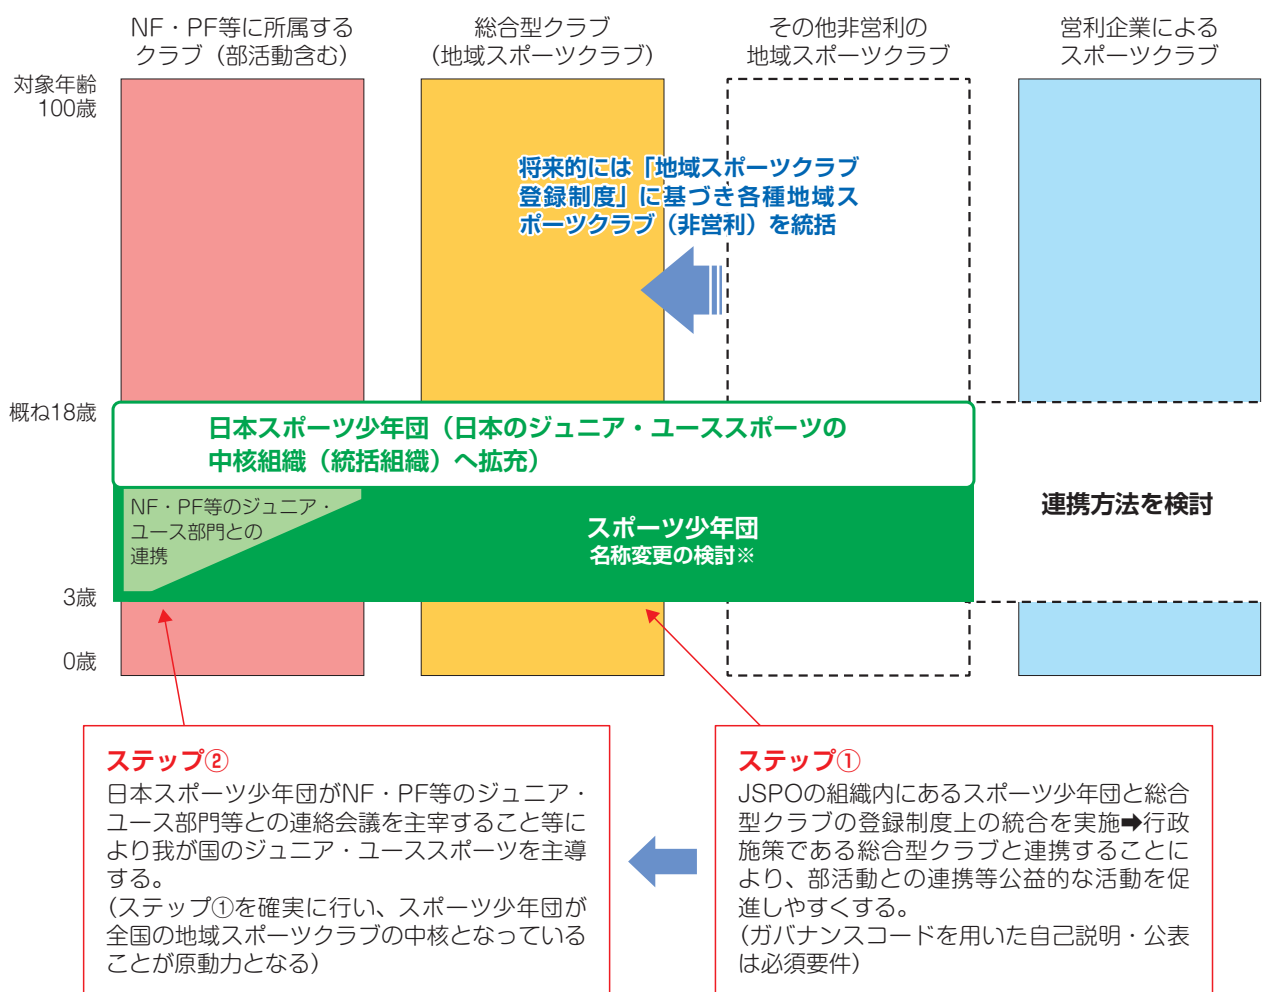 NF・PF等に所属する
クラブ（部活動含む）
総合型クラブ
（地域スポーツクラブ）
その他非営利の
地域スポーツクラブ
営利企業による
スポーツクラブ
対象年齢
100歳
将来的には「地域スポーツクラブ
登録制度」に基づき各種地域ス
ポーツクラブ（非営利）を統括
概ね18歳
日本スポーツ少年団（日本のジュニア・ユーススポーツの
中核組織（統括組織）へ拡充）
NF・PF等のジュニア・
ユース部門との
連携
スポーツ少年団
名称変更の検討※
連携方法を検討
3歳
0歳
ステップ②
日本スポーツ少年団がNF・PF等のジュニア・
ユース部門等との連絡会議を主宰すること等に
より我が国のジュニア・ユーススポーツを主導
する。
（ステップ①を確実に行い、スポーツ少年団が
全国の地域スポーツクラブの中核となっている
ことが原動力となる）
ステップ①
JSPOの組織内にあるスポーツ少年団と総合
型クラブの登録制度上の統合を実施➡行政
施策である総合型クラブと連携することに
より、部活動との連携等公益的な活動を促
進しやすくする。
（ガバナンスコードを用いた自己説明・公表
は必須要件）